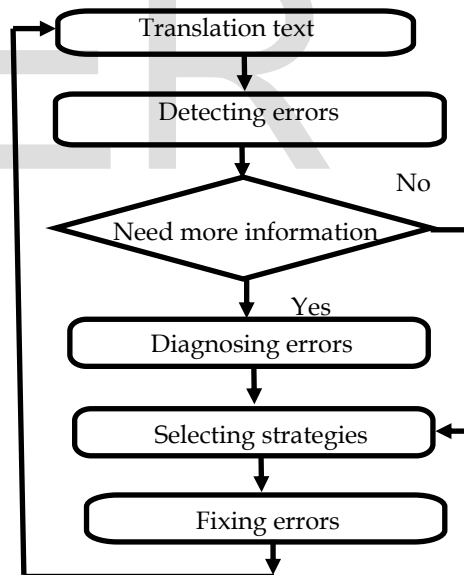 Translation text
Detecting errors
No
Need more information
Yes
Diagnosing errors
Selecting strategies
Fixing errors